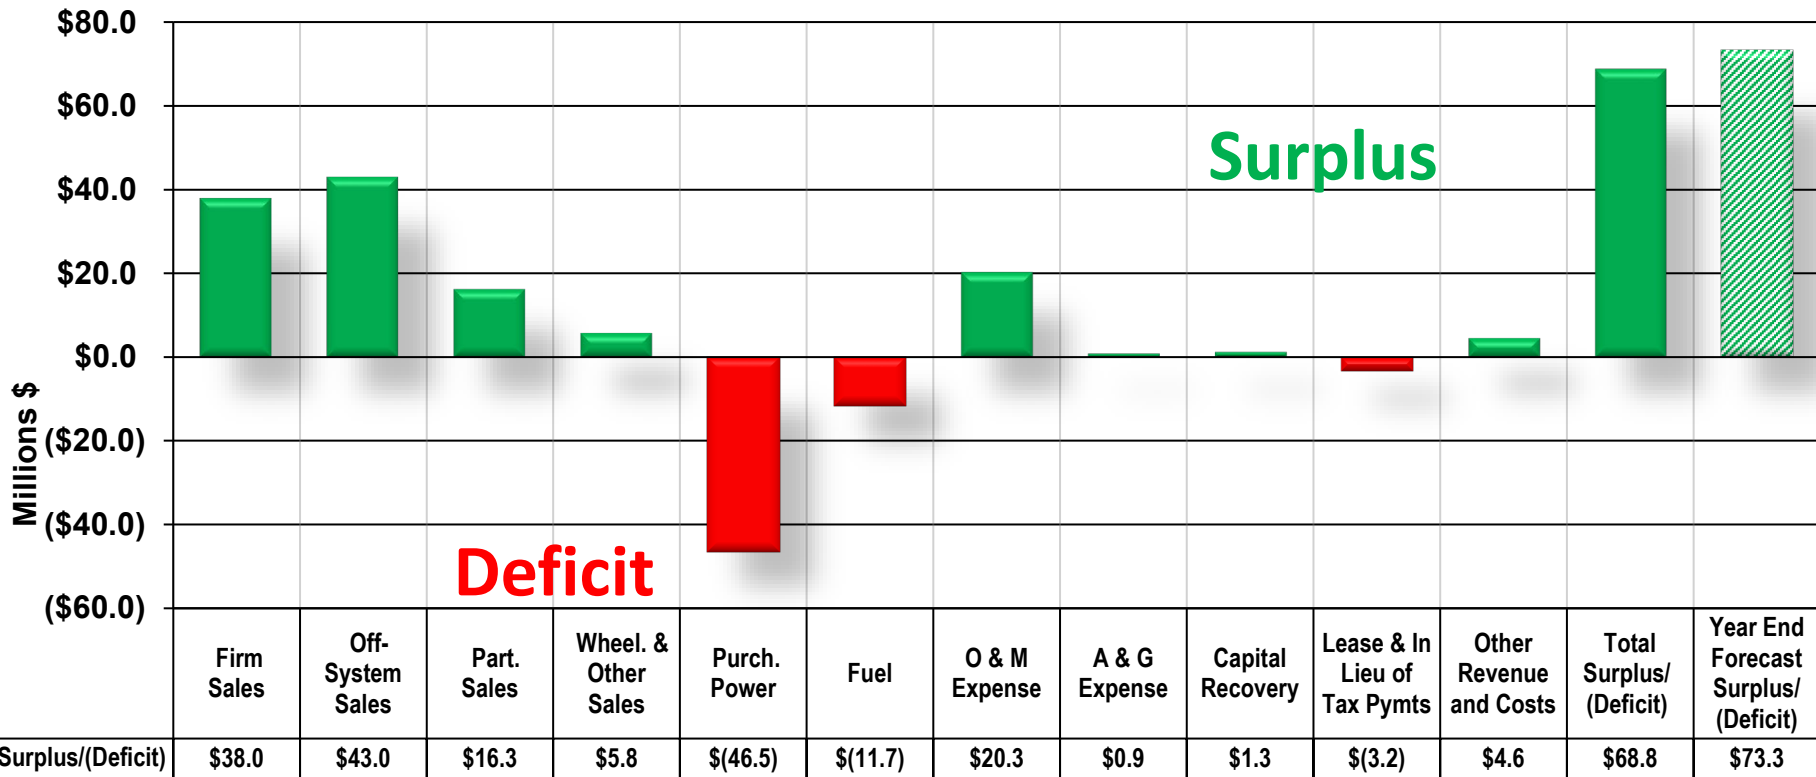 $80.0
$60.0
$40.0
$20.0
$0.0
($20.0)
($40.0)
($60.0)
Millions $
Surplus
Deficit
Firm
Sales
Off-
System
Sales
Part.
Sales
Wheel. &
Other
Sales
Purch.
Power
Fuel
O & M
Expense
A & G
Expense
Capital
Recovery
Lease & In
Lieu of
Tax Pymts
Other
Revenue
and Costs
Total
Surplus/
(Deficit)
Year End
Forecast
Surplus/
(Deficit)
Surplus/(Deficit) $38.0 $43.0 $16.3 $5.8 $(46.5) $(11.7) $20.3 $0.9 $1.3 $(3.2) $4.6 $68.8 $73.3